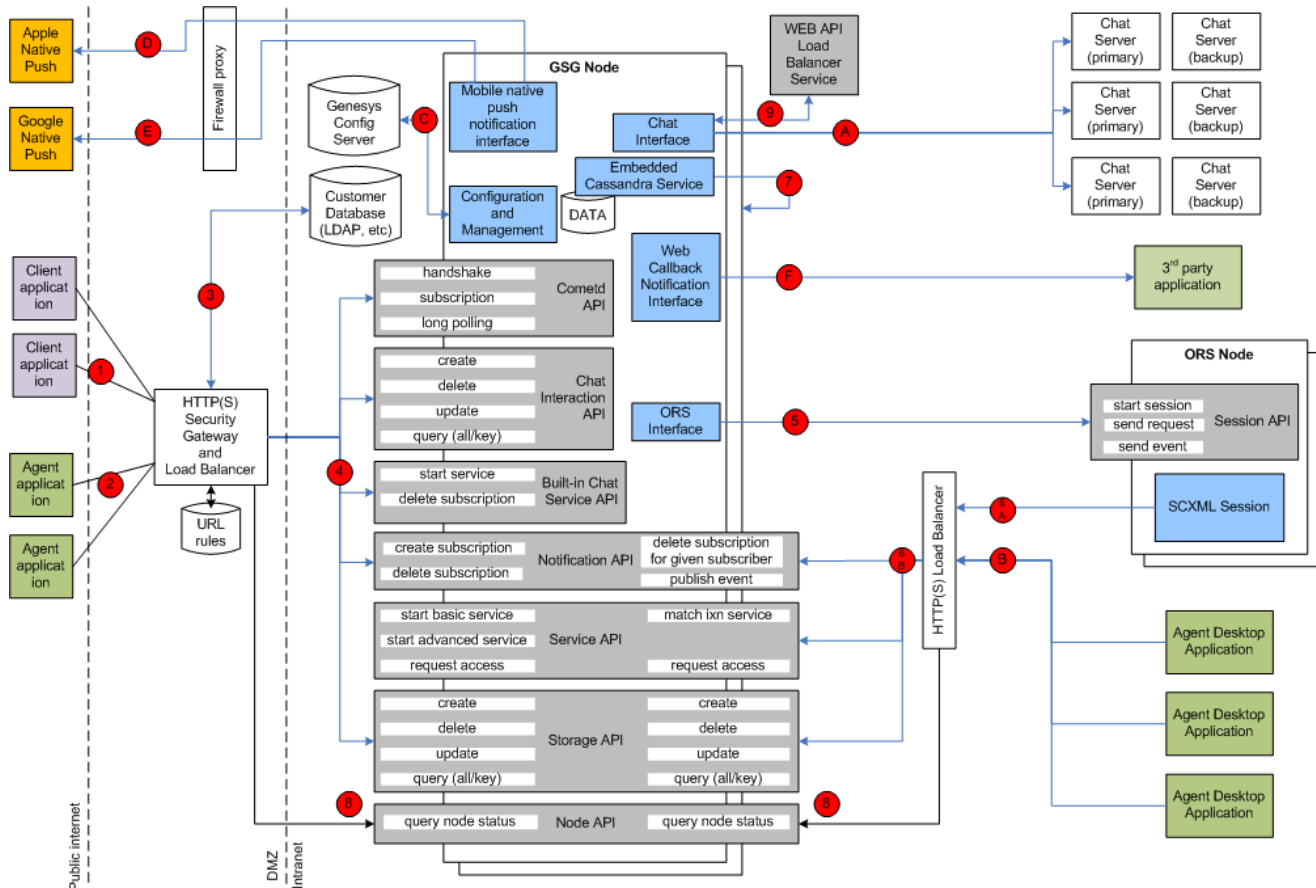 Apple
Native
Push
Google
Native
Push
D
E
Firewall proxy
Genesys
Config
Server
C
Customer
Database
(LDAP, etc)
GSG Node
Mobile native
push
notification
interface
Configuration
and
Management
Chat
Interface
Embedded
Cassandra Service
DATA
7
WEB API
Load
Balancer
Service
9
A
Chat
Server
(primary)
Chat
Server
(backup)
Chat
Server
(primary)
Chat
Server
(backup)
Chat
Server
(primary)
Chat
Server
(backup)
Web
Callback
Notification
Interface
F
3rd party
application
Client
applicat
ion
Client
applicat
ion
1
Agent
applicat
ion
2
Agent
applicat
ion
3
HTTP(S)
Security
Gateway
and
Load Balancer
URL
rules
4
handshake
subscription
long polling
Cometd
API
create
delete
update
query (all/key)
Chat
Interaction
API
ORS
Interface
5
ORS Node
start session
send request
send event
Session API
SCXML Session
start service
delete subscription
Built-in Chat
Service API
create subscription
delete subscription
Notification API
delete subscription
for given subscriber
publish event
6
B
6
A
B
HTTP(S) Load Balancer
start basic service
start advanced service
request access
Service API
match ixn service
request access
create
delete
update
query (all/key)
Storage API
create
delete
update
query (all/key)
8
query node status
Node API
query node status
8
Agent Desktop
Application
Agent Desktop
Application
Agent Desktop
Application
Public internet
DMZ
Intranet